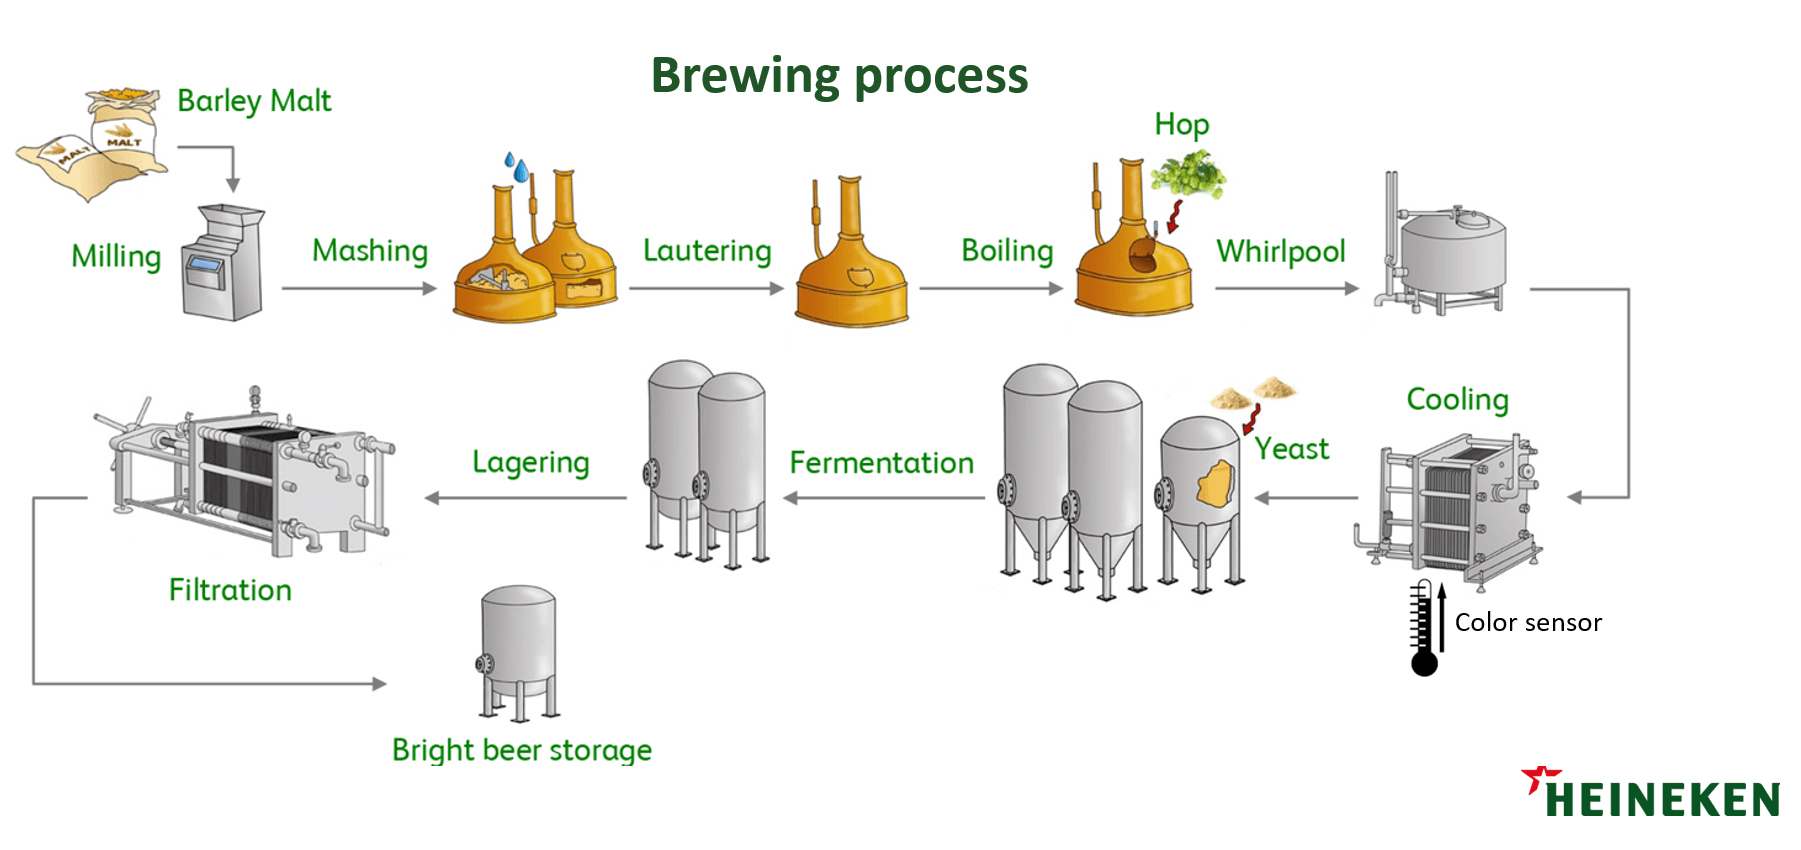 Brewing process
Barley Malt
MALT
MALT
Hop
Milling
Mashing
Lautering
Boiling
Whirlpool
Cooling
Yeast
Fermentation
Lagering
Filtration
Color sensor
Bright beer storage
HEINEKEN